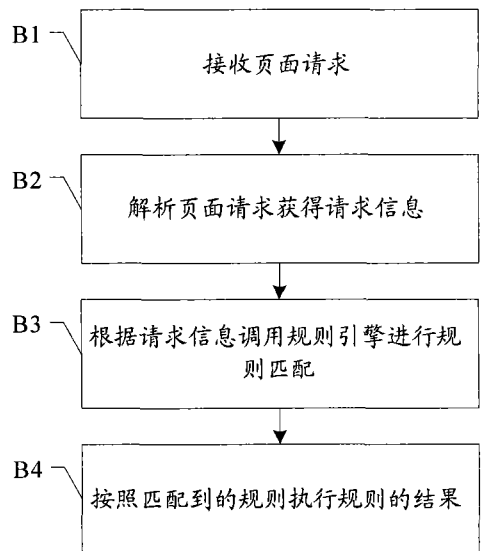 B1
接收页面请求
B2
解析页面请求获得请求信息
B3
根据请求信息调用规则引擎进行规
则匹配
B4
按照匹配到的规则执行规则的结果